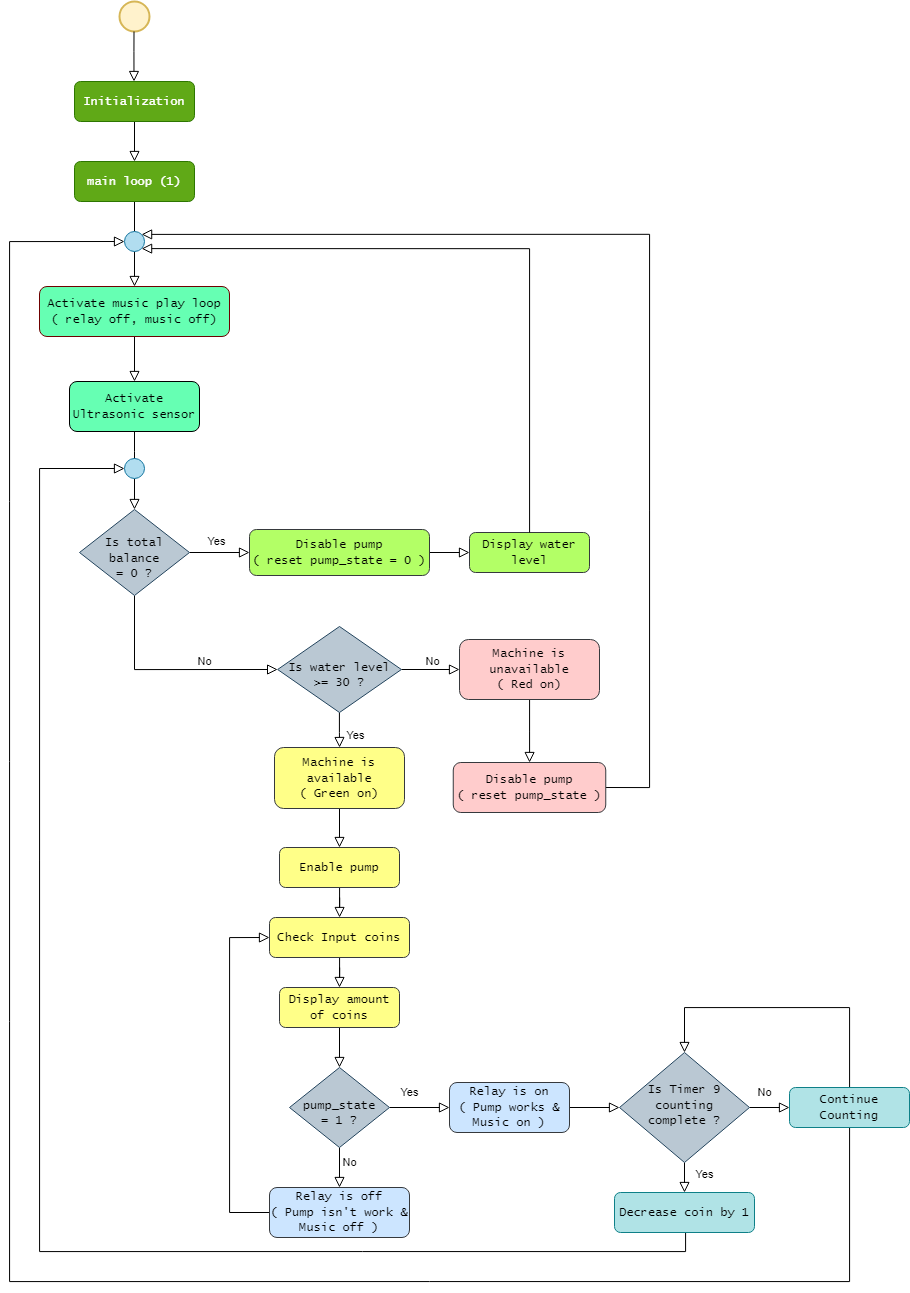 Initialization
main loop (1)
Activate music play loop
( relay off, music off)
Activate
Ultrasonic sensor
Is total
balance
= 0 ?
Yes
Disable pump
( reset pump_state = 0 )
Display water
level
No
Is water level
>= 30 ?
No
Machine is
unavailable
( Red on)
Yes
Machine is
available
( Green on)
Disable pump
( reset pump_state )
Enable pump
Check Input coins
Display amount
of coins
pump_state
= 1 ?
Yes
Relay is on
( Pump works &
Music on )
Is Timer 9
counting
complete ?
No
Continue
Counting
No
Yes
Relay is off
( Pump isn't work &
Music off )
Decrease coin by 1